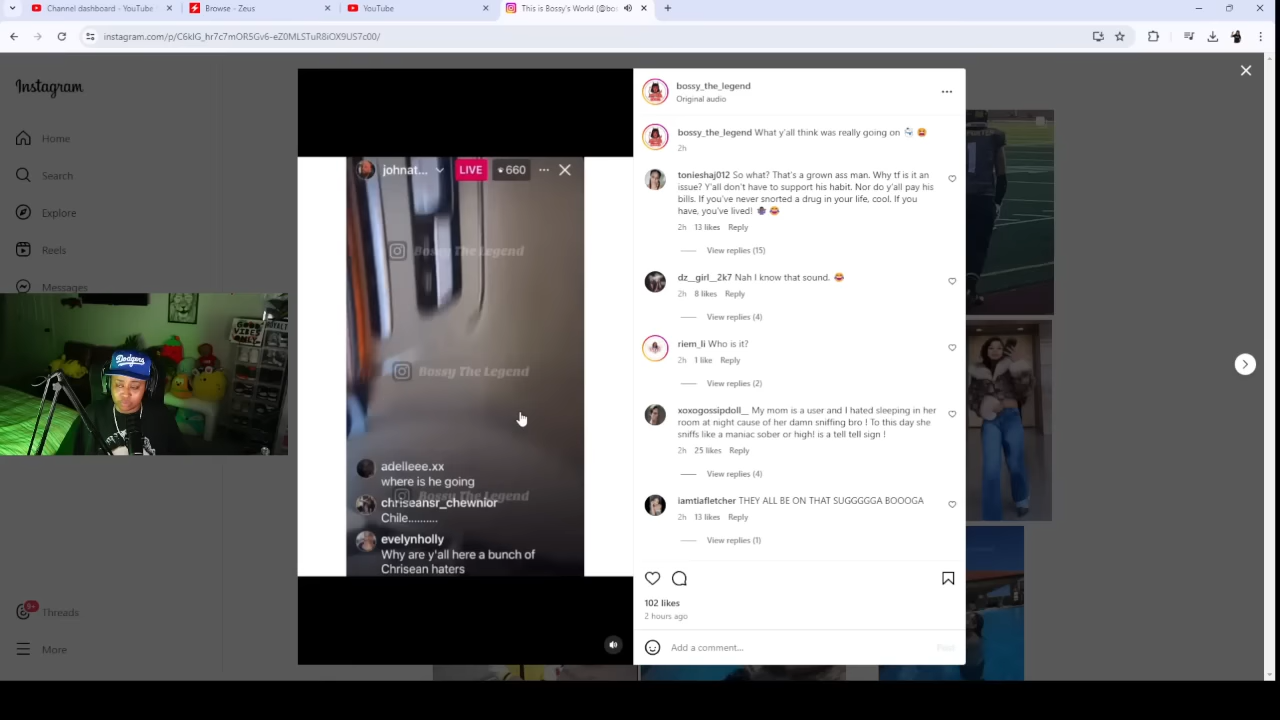 Channel dashboard - YouTube
Browse - Zeus
YouTube
This is Bossy's World (@bo
instagram.com/p/C6kIG_hr7c7mORSGv6-eZ0MLSTuR8iOX9US7c00/
Instagram
Home
Search
Explore
Reels
Messages
9+
Threads
More
Dodgers
GOOD
VIBES
ONLY
johnat...
LIVE
660
Bossy The Legend
Bossy The Legend
Bossy The Legend
adelleee.xx
where is he going
chriseansr_chewnior
Chile..........
evelynholly
Why are y'all here a bunch of
Chrisean haters
bossy_the_legend
Original audio
bossy_the_legend What y'all think was really going on
2h
tonieshaj012 So what? That's a grown ass man. Why tf is it an
issue? Y'all don't have to support his habit. Nor do y'all pay his
bills. If you've never snorted a drug in your life, cool. If you
have, you've lived!
2h 13 likes Reply
View replies (15)
dz__girl__2k7 Nah I know that sound.
2h 8 likes Reply
View replies (4)
riem_li Who is it?
2h 1 like Reply
View replies (2)
xoxogossipdoll__ My mom is a user and I hated sleeping in her
room at night cause of her damn sniffing bro ! To this day she
sniffs like a maniac sober or high! is a tell tell sign !
2h 25 likes Reply
View replies (4)
iamtiafletcher THEY ALL BE ON THAT SUGGGGGA BOOOGA
2h 13 likes Reply
View replies (1)
102 likes
2 hours ago
Add a comment...
Post